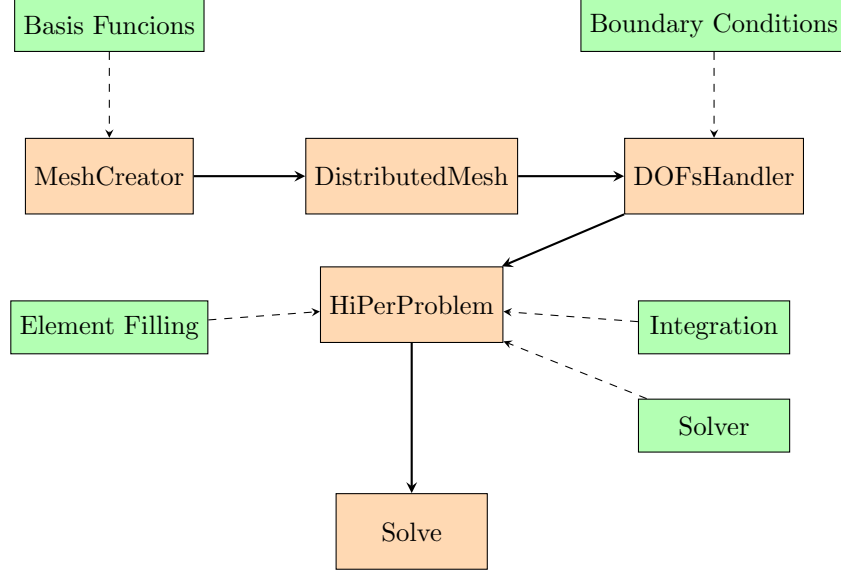 Basis Funcions
Boundary Conditions
MeshCreator
DistributedMesh
DOFsHandler
HiPerProblem
Element Filling
Integration
Solver
Solve